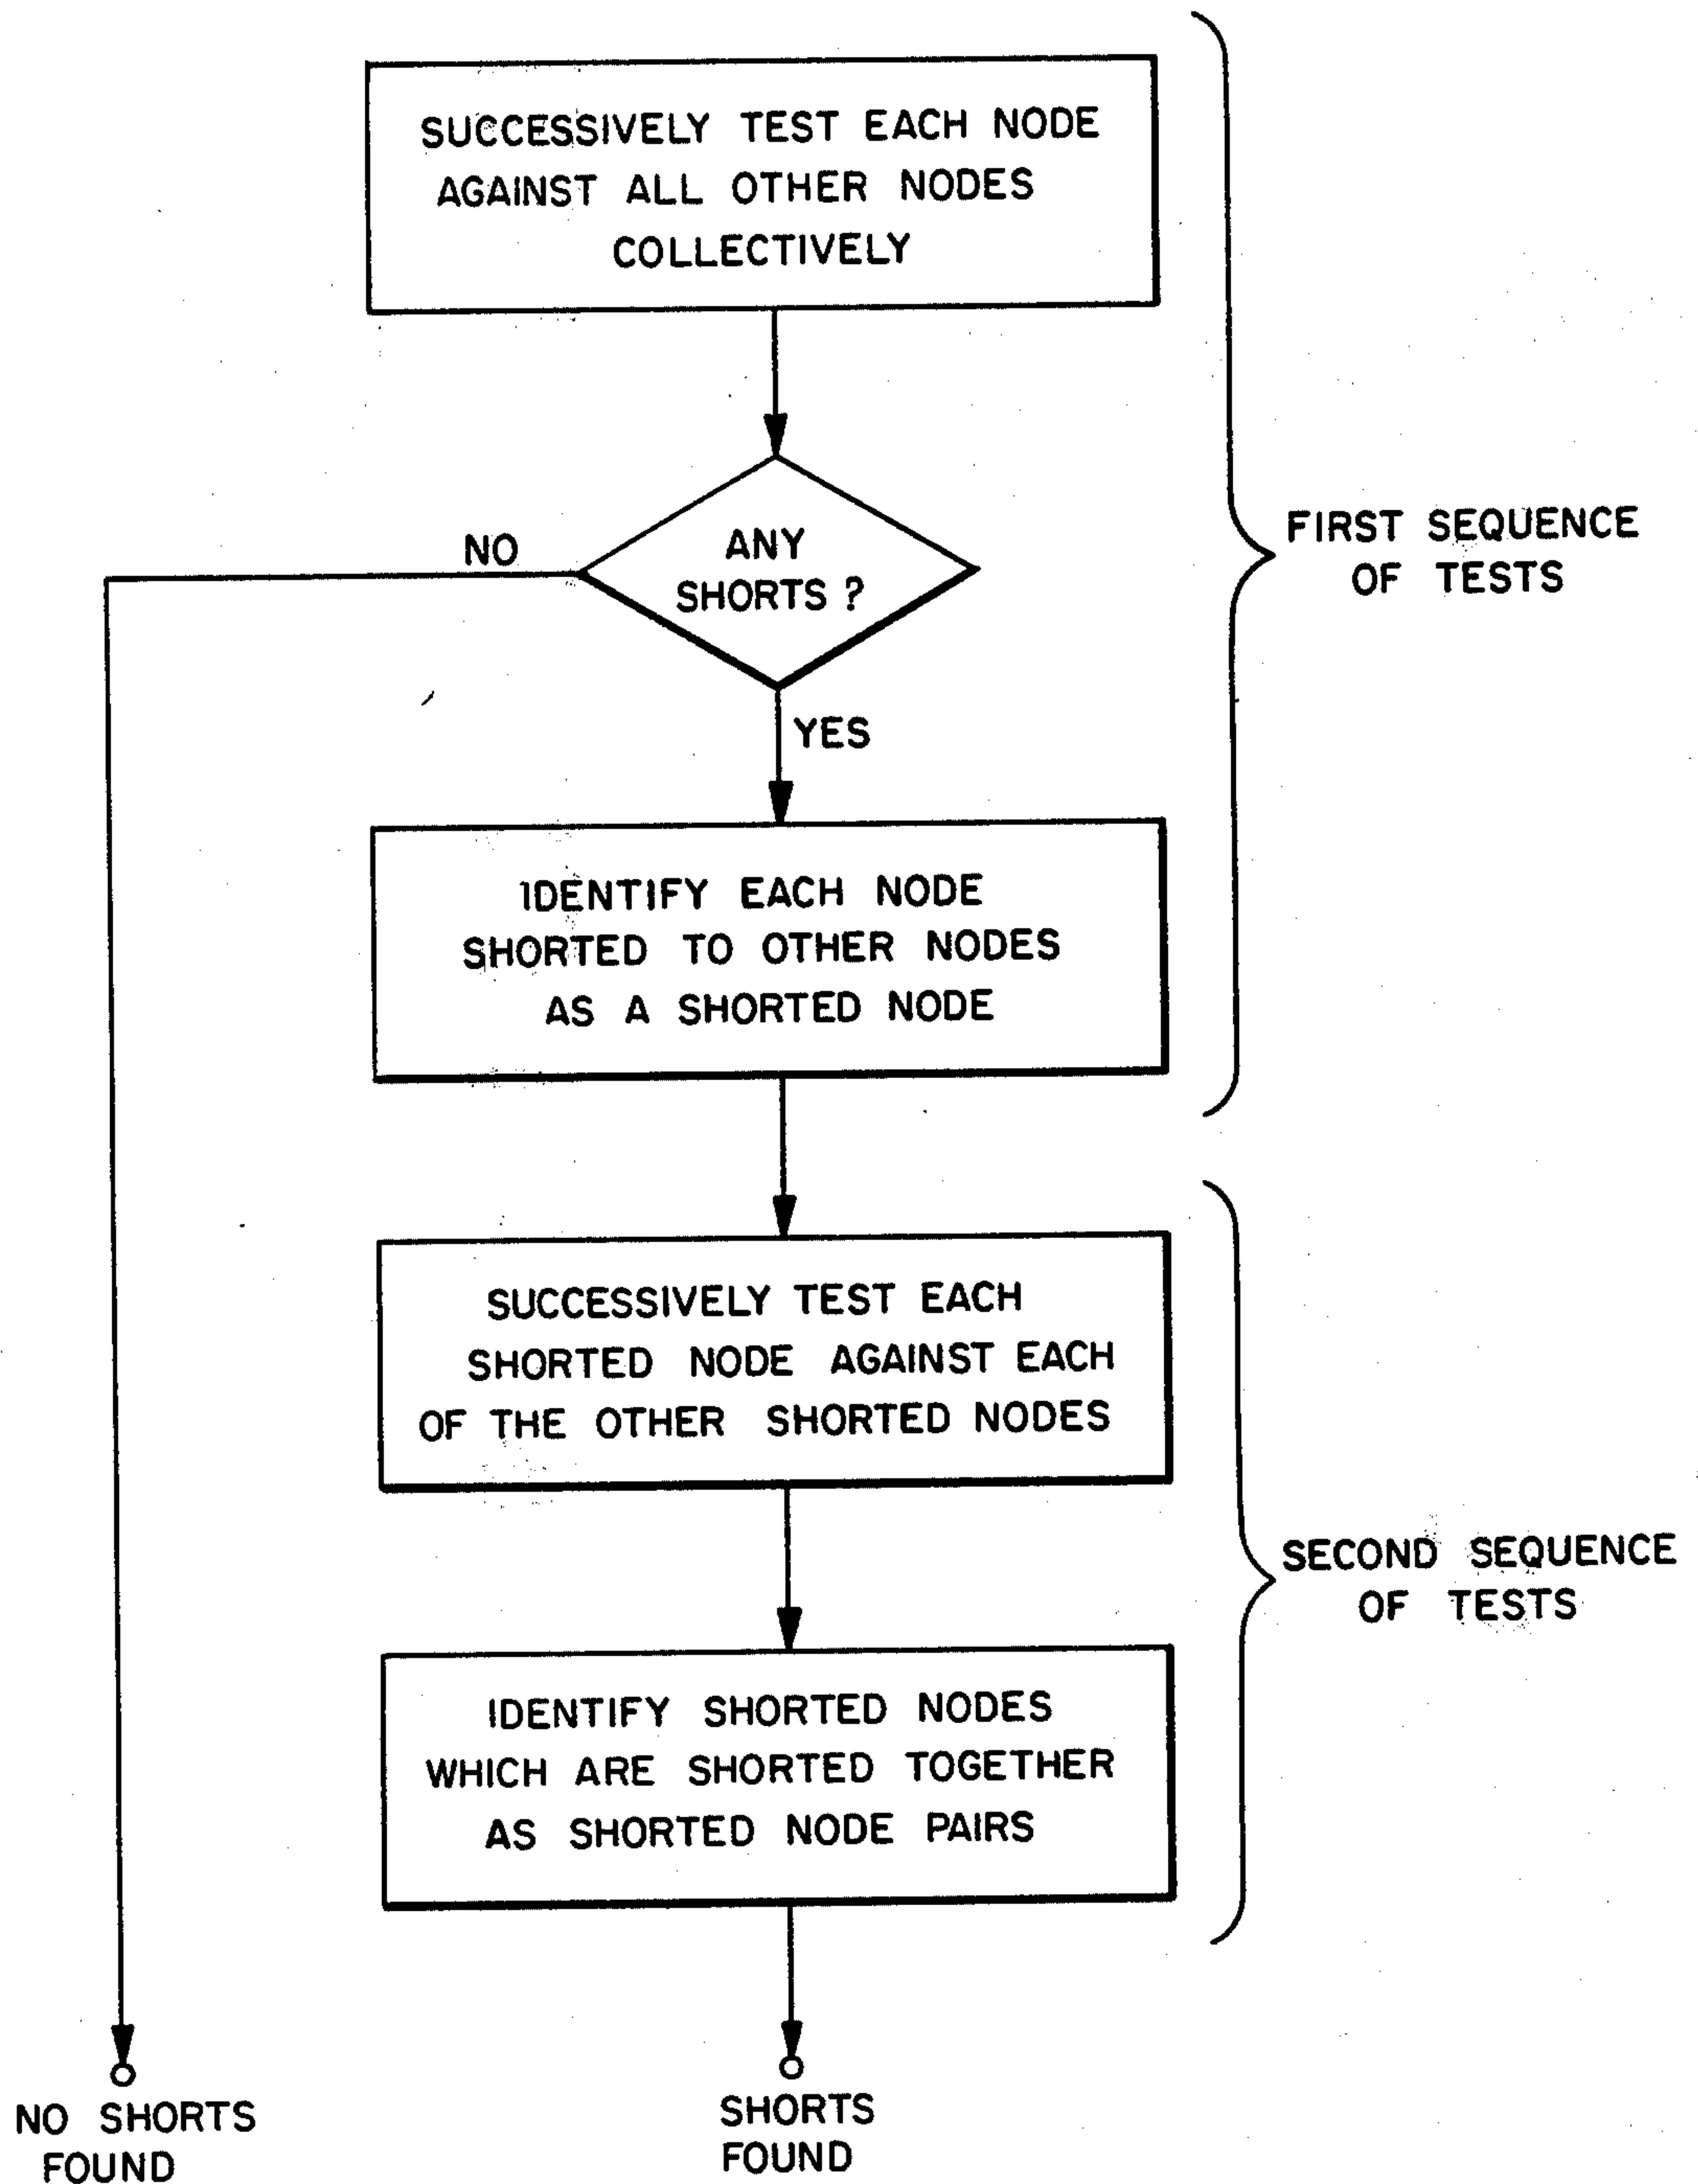 SUCCESSIVELY TEST EACH NODE
AGAINST ALL OTHER NODES
COLLECTIVELY
NO
ANY
SHORTS ?
FIRST SEQUENCE
OF TESTS
YES
IDENTIFY EACH NODE
SHORTED TO OTHER NODES
AS A SHORTED NODE
SUCCESSIVELY TEST EACH
SHORTED NODE AGAINST EACH
OF THE OTHER SHORTED NODES
SECOND SEQUENCE
OF TESTS
IDENTIFY SHORTED NODES
WHICH ARE SHORTED TOGETHER
AS SHORTED NODE PAIRS
NO SHORTS
FOUND
SHORTS
FOUND